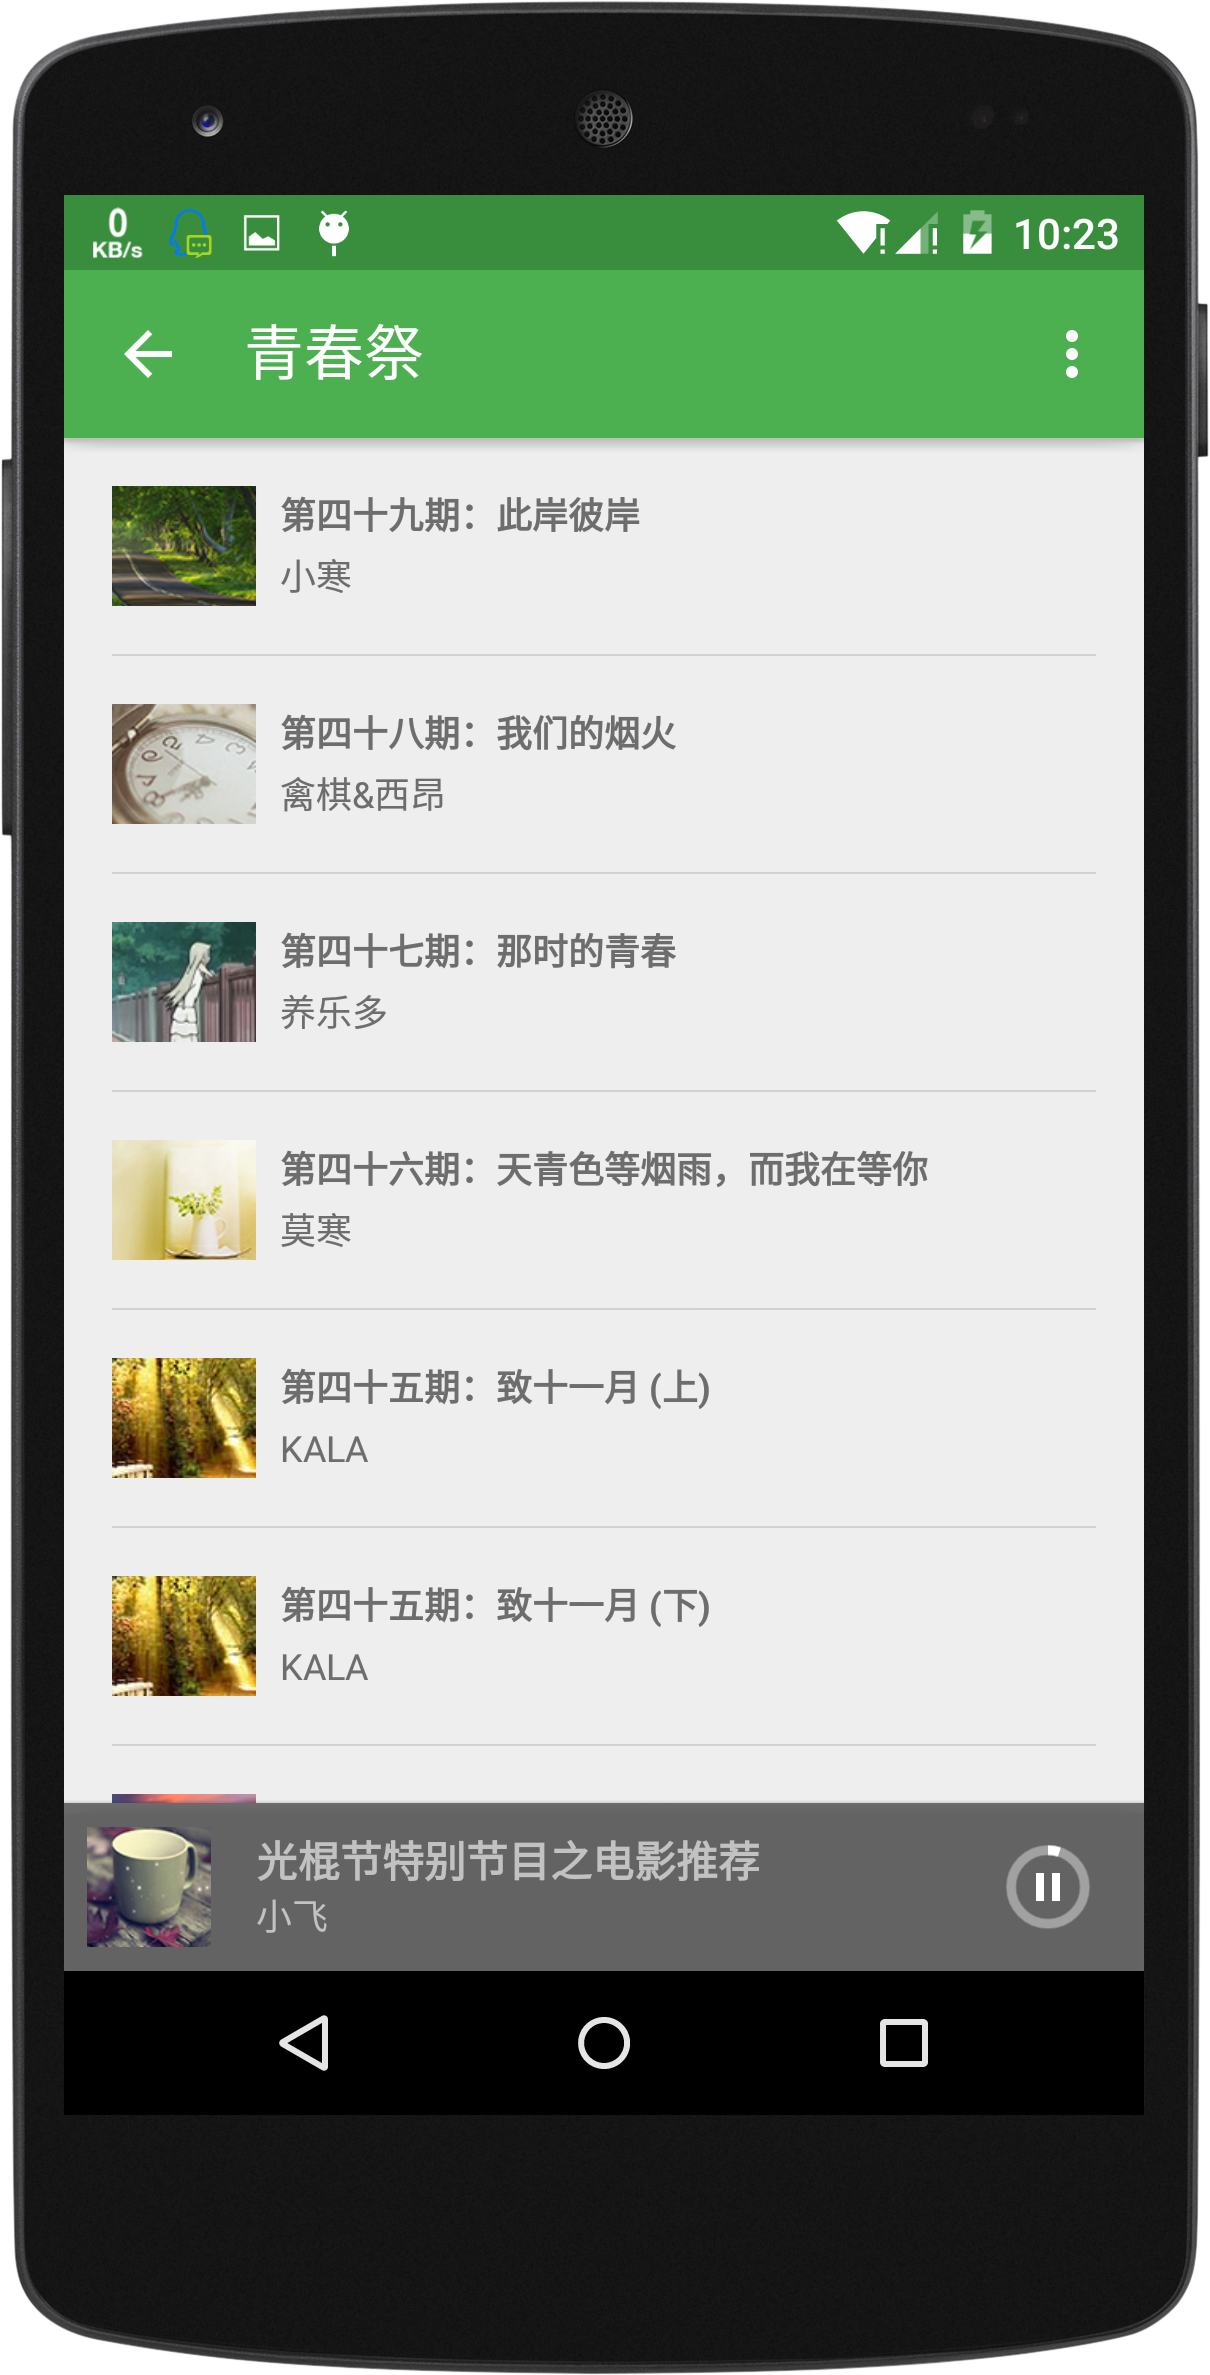 0
KB/s
10:23
青春祭
第四十九期：此岸彼岸
小寒
第四十八期：我们的烟火
禽棋&西昂
第四十七期：那时的青春
养乐多
第四十六期：天青色等烟雨，而我在等你
莫寒
第四十五期：致十一月 (上)
KALA
第四十五期：致十一月 (下)
KALA
光棍节特别节目之电影推荐
小飞